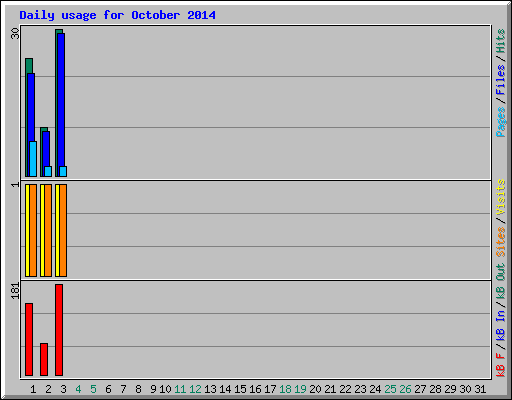 Daily usage for October 2014
30
1
181
Pages / Files / Hits
Sites / Visits
kB F / kB In / kB Out
1 2 3 4 5 6 7 8 9 10 11 12 13 14 15 16 17 18 19 20 21 22 23 24 25 26 27 28 29 30 31